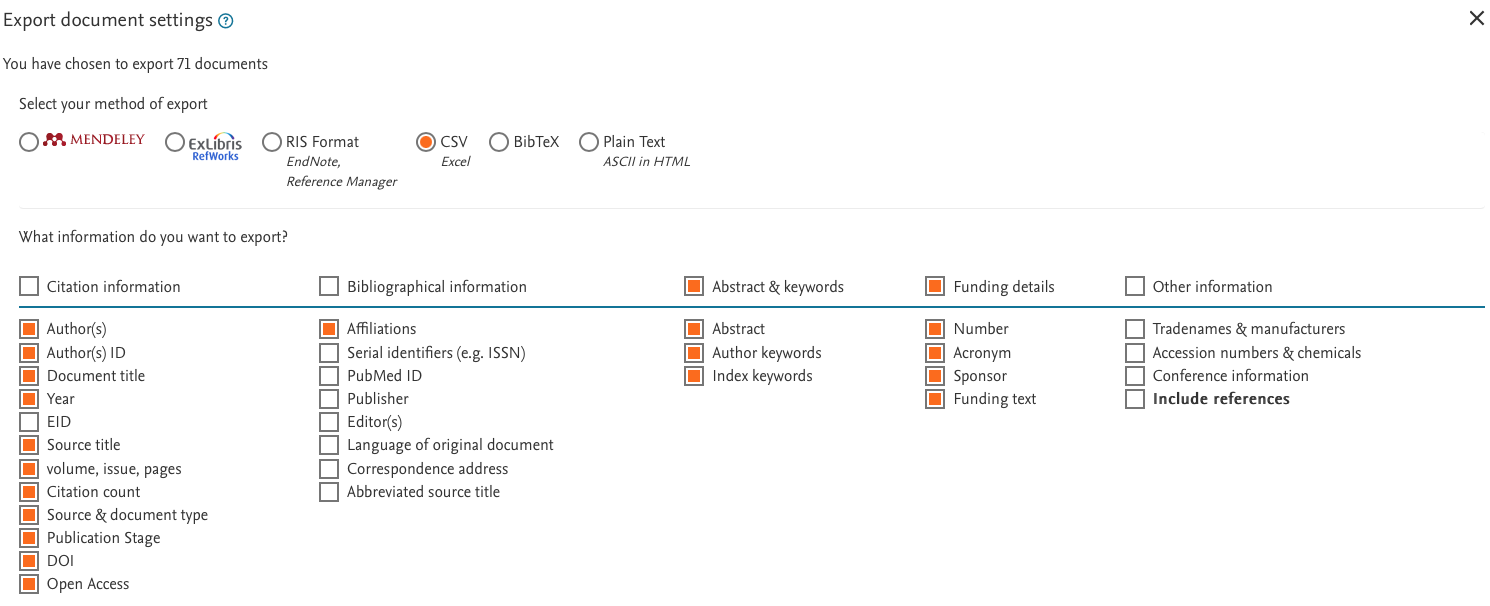 Export document settings ?
You have chosen to export 71 documents
Select your method of export
MENDELEY
ExLibris
RefWorks
RIS Format
EndNote,
Reference Manager
CSV
Excel
BibTeX
Plain Text
ASCII in HTML
What information do you want to export?
Citation information
Author(s)
Author(s) ID
Document title
Year
EID
Source title
volume, issue, pages
Citation count
Source & document type
Publication Stage
DOI
Open Access
Bibliographical information
Affiliations
Serial identifiers (e.g. ISSN)
PubMed ID
Publisher
Editor(s)
Language of original document
Correspondence address
Abbreviated source title
Abstract & keywords
Abstract
Author keywords
Index keywords
Funding details
Number
Acronym
Sponsor
Funding text
Other information
Tradenames & manufacturers
Accession numbers & chemicals
Conference information
Include references